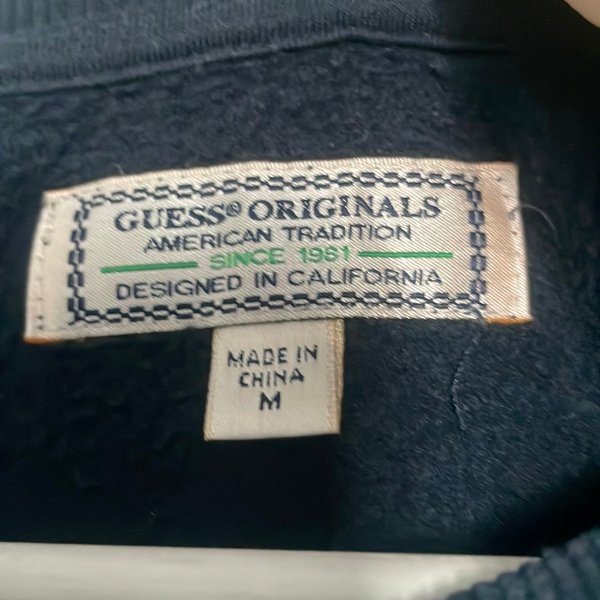 GUESS® ORIGINALS
AMERICAN TRADITION
SINCE 1981
DESIGNED IN CALIFORNIA
MADE IN
CHINA
M